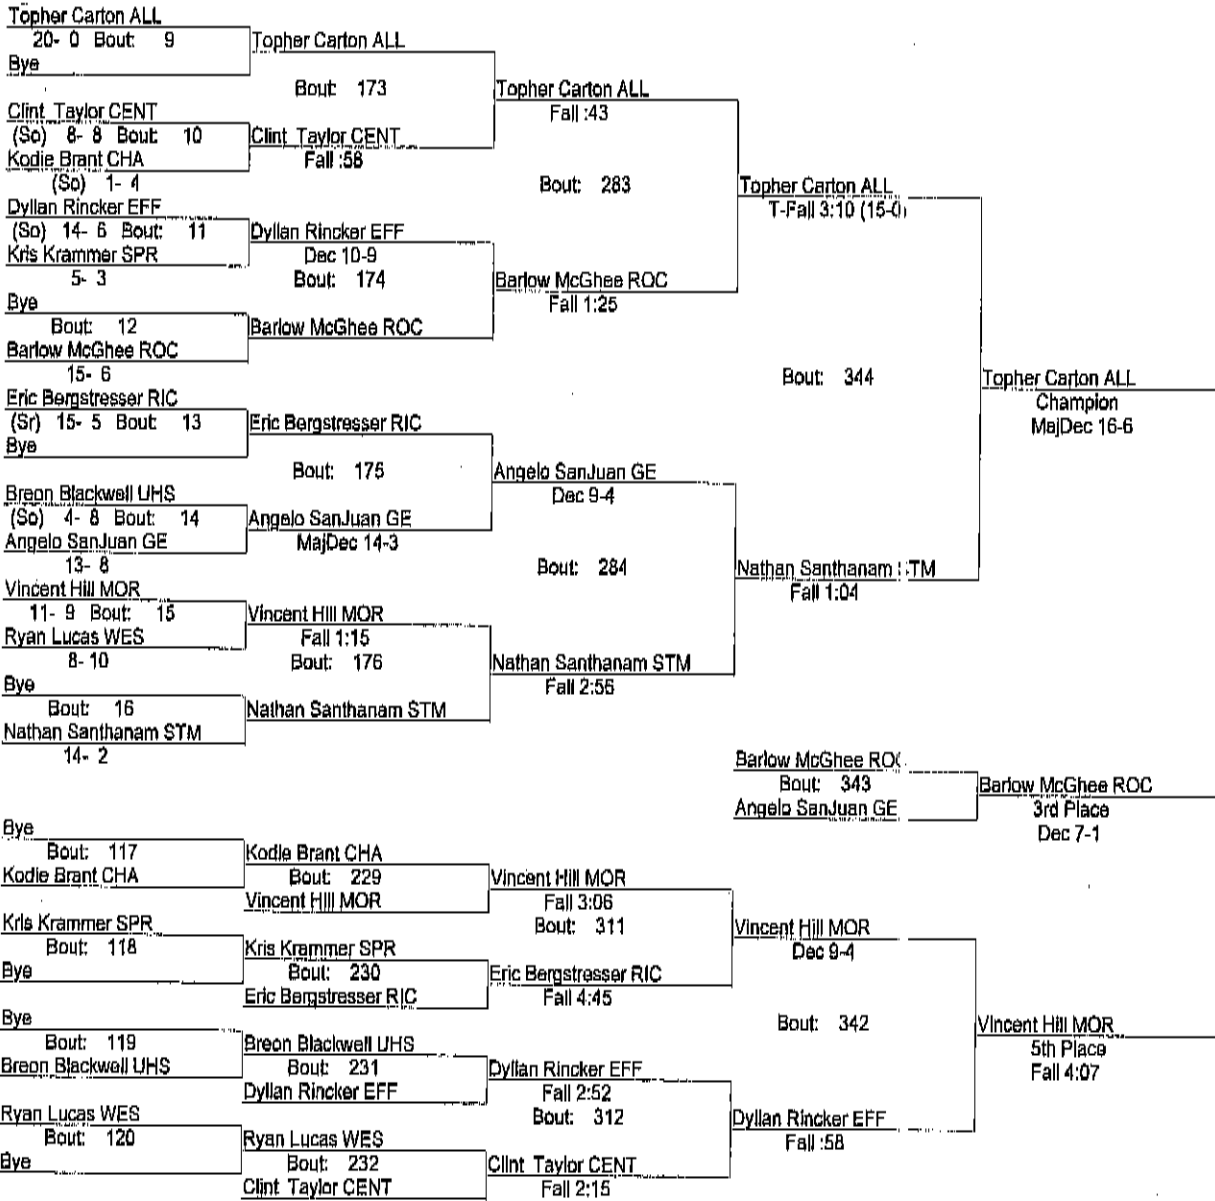 Topher Carton ALL
20- 0 Bout: 9
Bye
Topher Carton ALL
Bout: 173
Clint Taylor CENT
(So) 8- 8 Bout: 10
Kodie Brant CHA
(So) 1- 4
Clint Taylor CENT
Fall :58
Topher Carton ALL
Fall :43
Bout: 283
Dyllan Rincker EFF
(So) 14- 6 Bout: 11
Kris Krammer SPR
5- 3
Dyllan Rincker EFF
Dec 10-9
Bout: 174
Bye
Bout: 12
Barlow McGhee ROC
15- 6
Barlow McGhee ROC
Barlow McGhee ROC
Fall 1:25
Topher Carton ALL
T-Fall 3:10 (15-0)
Bout: 344
Topher Carton ALL
Champion
MajDec 16-6
Eric Bergstresser RIC
(Sr) 15- 5 Bout: 13
Bye
Eric Bergstresser RIC
Bout: 175
Breon Blackwell UHS
(So) 4- 8 Bout: 14
Angelo SanJuan GE
13- 8
Angelo SanJuan GE
MajDec 14-3
Angelo SanJuan GE
Dec 9-4
Bout: 284
Vincent Hill MOR
11- 9 Bout: 15
Ryan Lucas WES
8- 10
Vincent Hill MOR
Fall 1:15
Bout: 176
Bye
Bout: 16
Nathan Santhanam STM
14- 2
Nathan Santhanam STM
Nathan Santhanam STM
Fall 2:56
Nathan Santhanam STM
Fall 1:04
Barlow McGhee ROC
Bout: 343
Angelo SanJuan GE
Barlow McGhee ROC
3rd Place
Dec 7-1
Bye
Bout: 117
Kodie Brant CHA
Kodie Brant CHA
Bout: 229
Vincent Hill MOR
Vincent Hill MOR
Fall 3:06
Bout: 311
Kris Krammer SPR
Bout: 118
Bye
Kris Krammer SPR
Bout: 230
Eric Bergstresser RIC
Eric Bergstresser RIC
Fall 4:45
Vincent Hill MOR
Dec 9-4
Bout: 342
Vincent Hill MOR
5th Place
Fall 4:07
Bye
Bout: 119
Breon Blackwell UHS
Breon Blackwell UHS
Bout: 231
Dyllan Rincker EFF
Dyllan Rincker EFF
Fall 2:52
Bout: 312
Ryan Lucas WES
Bout: 120
Bye
Ryan Lucas WES
Bout: 232
Clint Taylor CENT
Clint Taylor CENT
Fall 2:15
Dyllan Rincker EFF
Fall :58